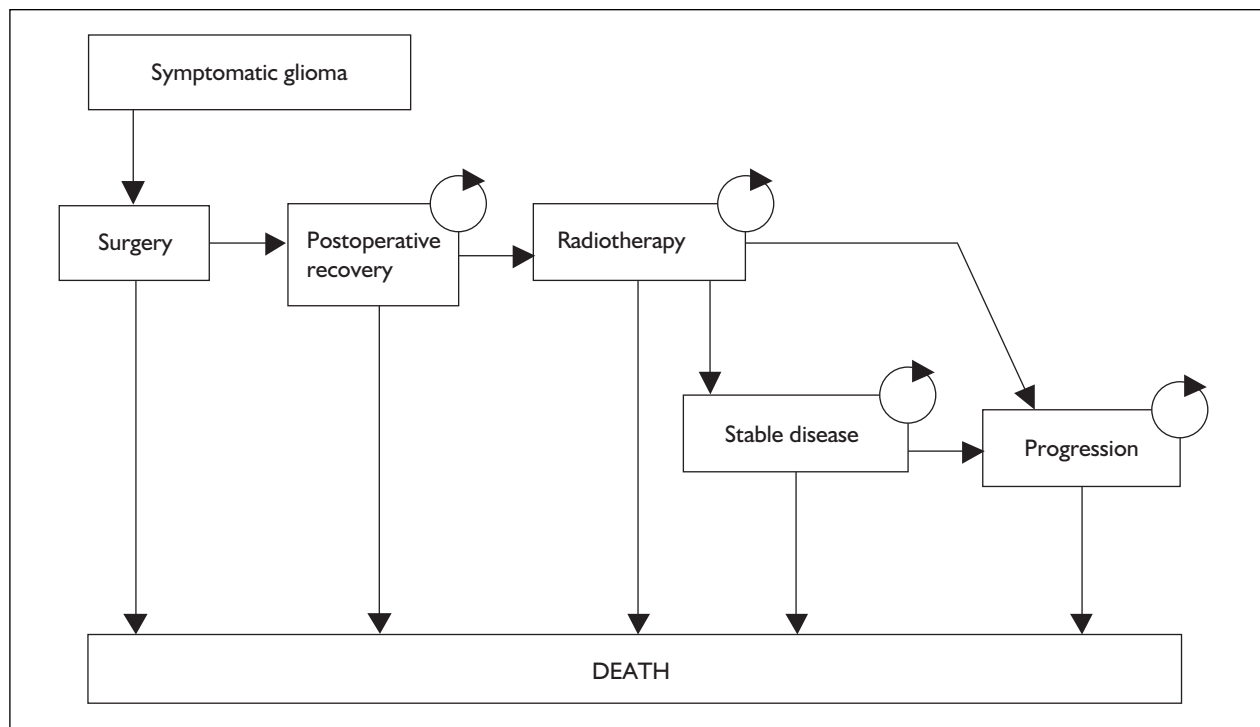 Symptomatic glioma
Surgery
Postoperative
recovery
Radiotherapy
Stable disease
Progression
DEATH